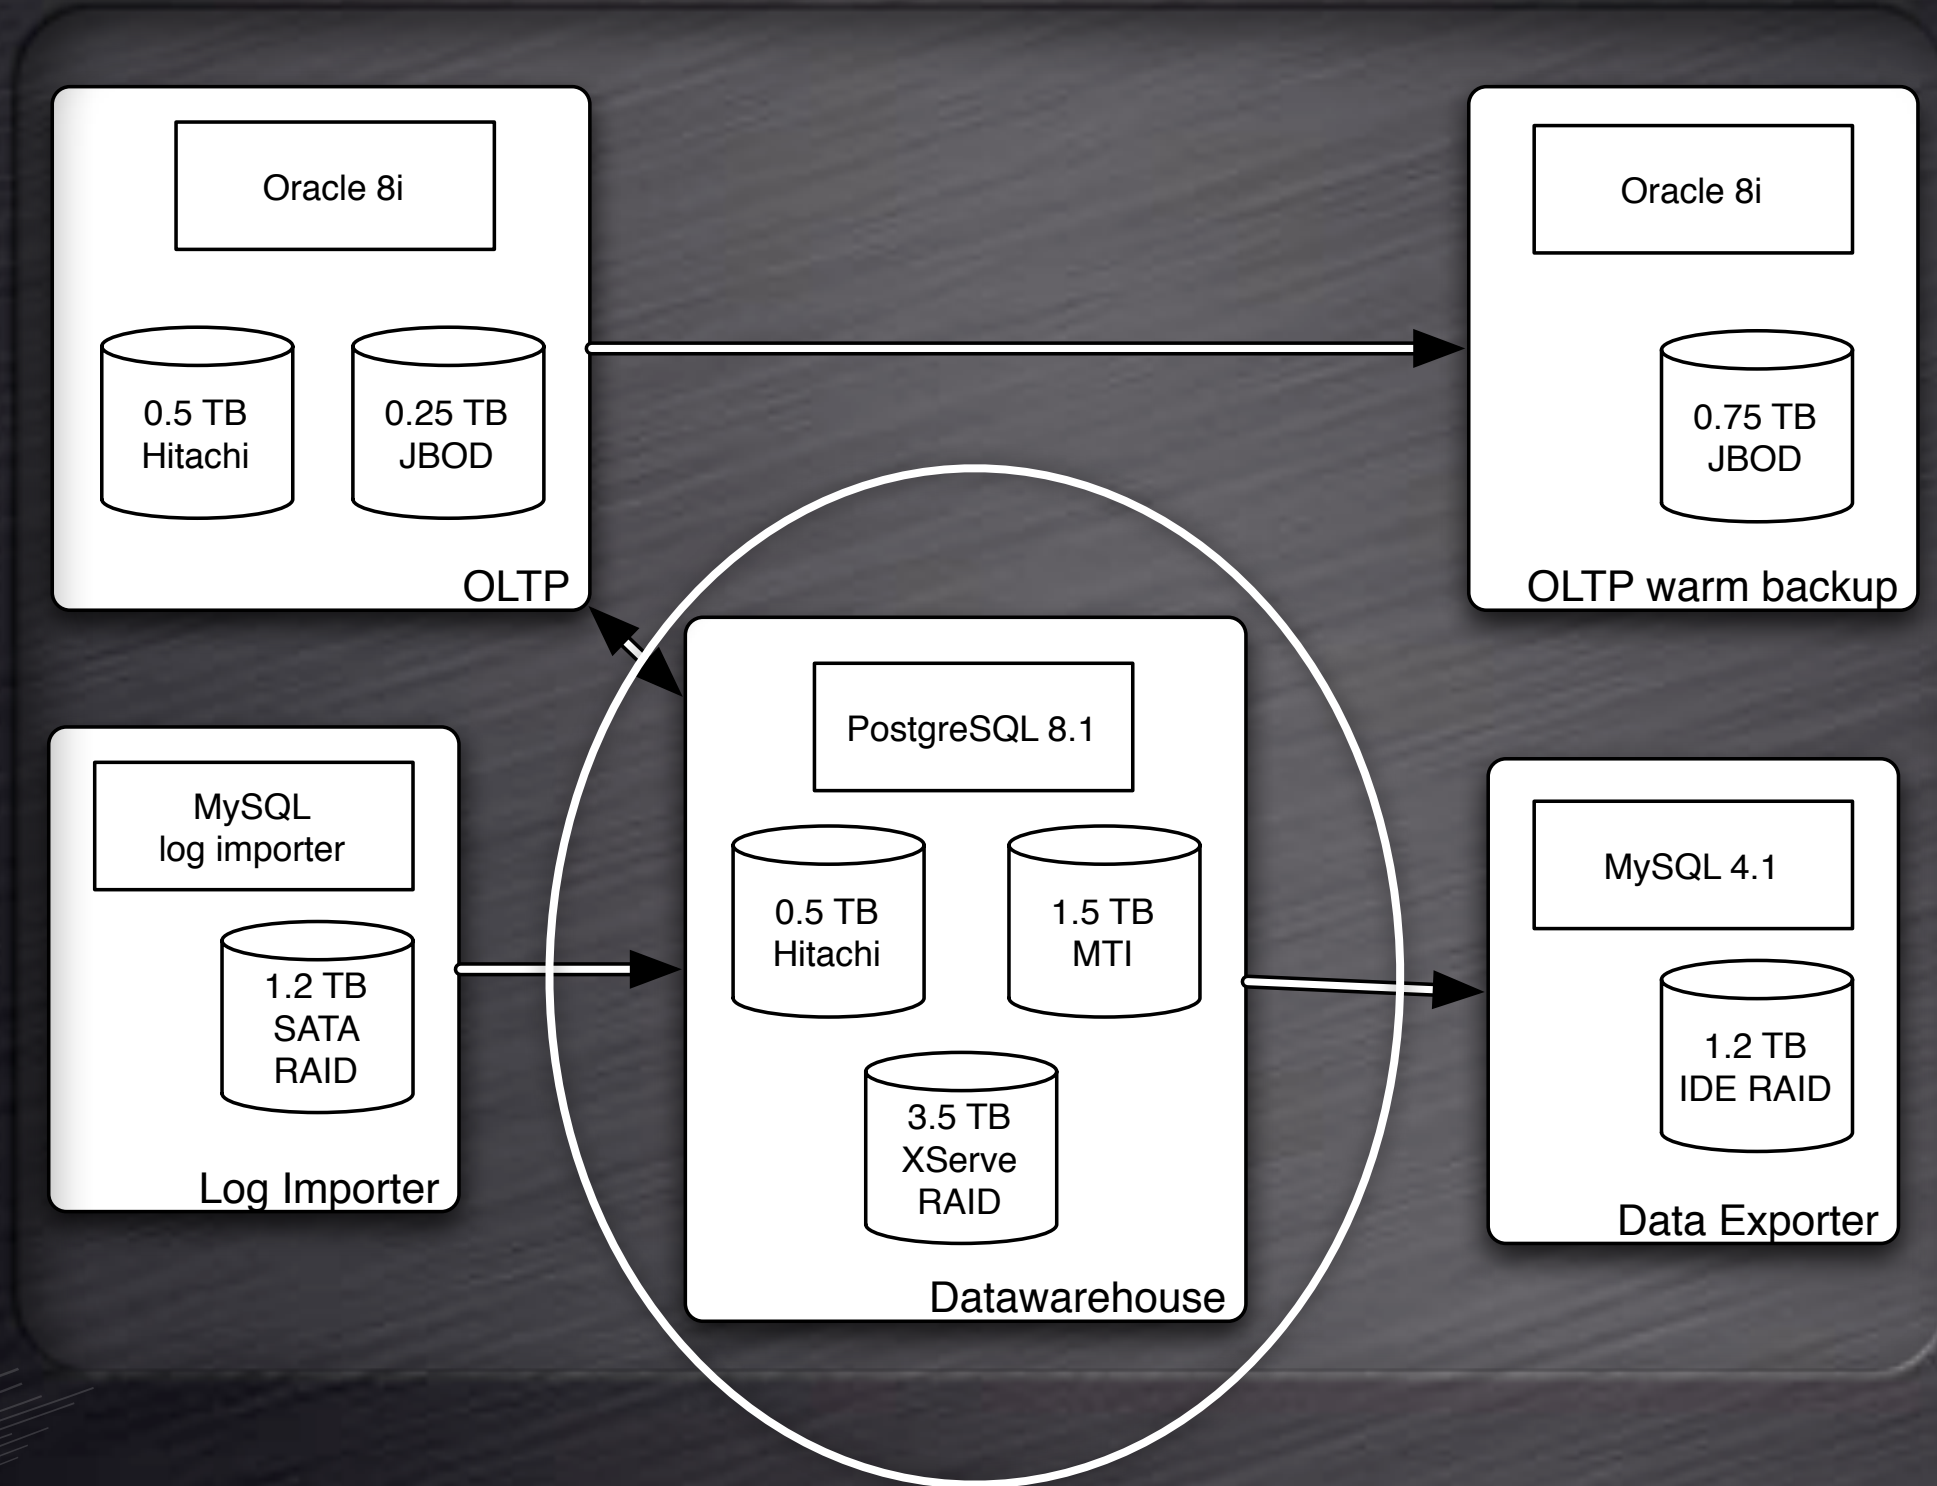 Oracle 8i
0.5 TB
Hitachi
0.25 TB
JBOD
OLTP
Oracle 8i
0.75 TB
JBOD
OLTP warm backup
MySQL
log importer
1.2 TB
SATA
RAID
Log Importer
PostgreSQL 8.1
0.5 TB
Hitachi
1.5 TB
MTI
3.5 TB
XServe
RAID
Datawarehouse
MySQL 4.1
1.2 TB
IDE RAID
Data Exporter